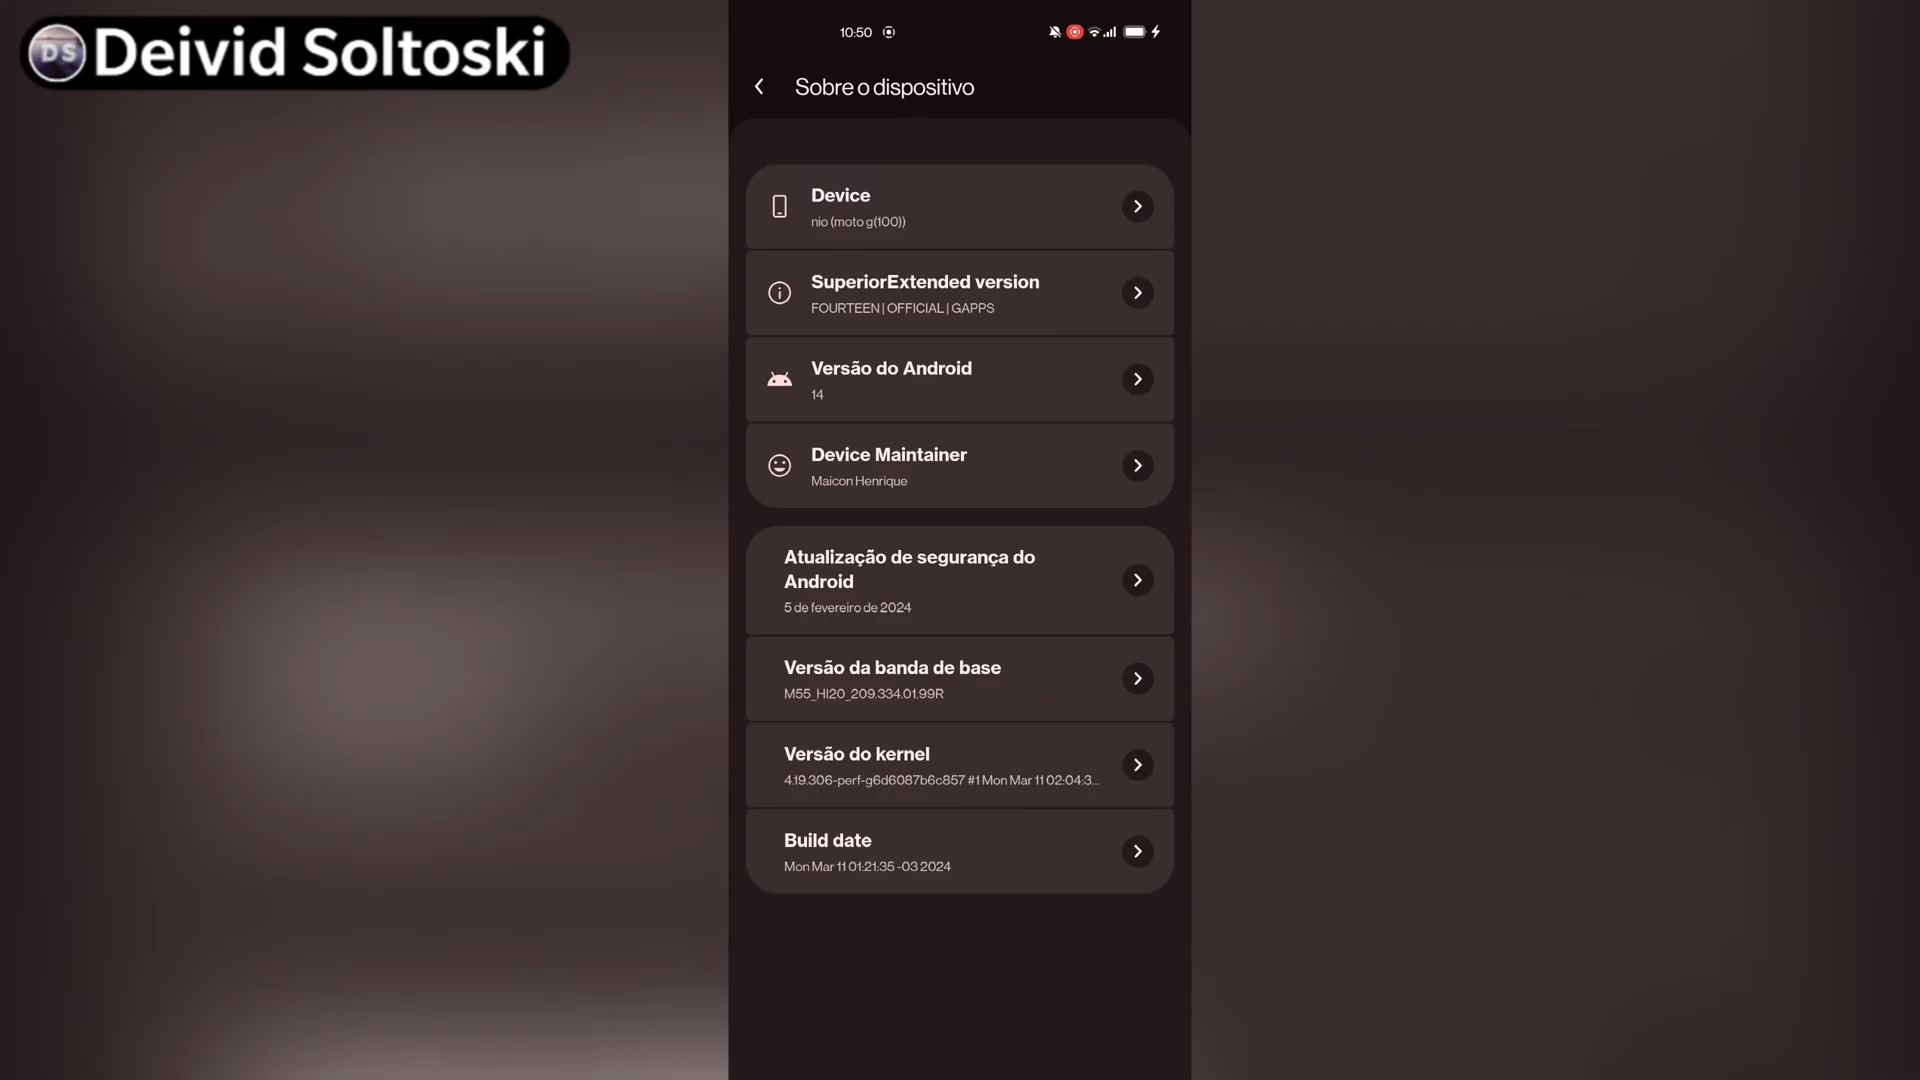 DS Deivid Soltoski
10:50
Sobre o dispositivo
Device
nio (moto g(100))
SuperiorExtended version
FOURTEEN | OFFICIAL | GAPPS
Versão do Android
14
Device Maintainer
Maicon Henrique
Atualização de segurança do
Android
5 de fevereiro de 2024
Versão da banda de base
M55_HI20_209.334.01.99R
Versão do kernel
4.19.306-perf-g6d6087b6c857 #1 Mon Mar 11 02:04:3...
Build date
Mon Mar 11 01:21:35 -03 2024